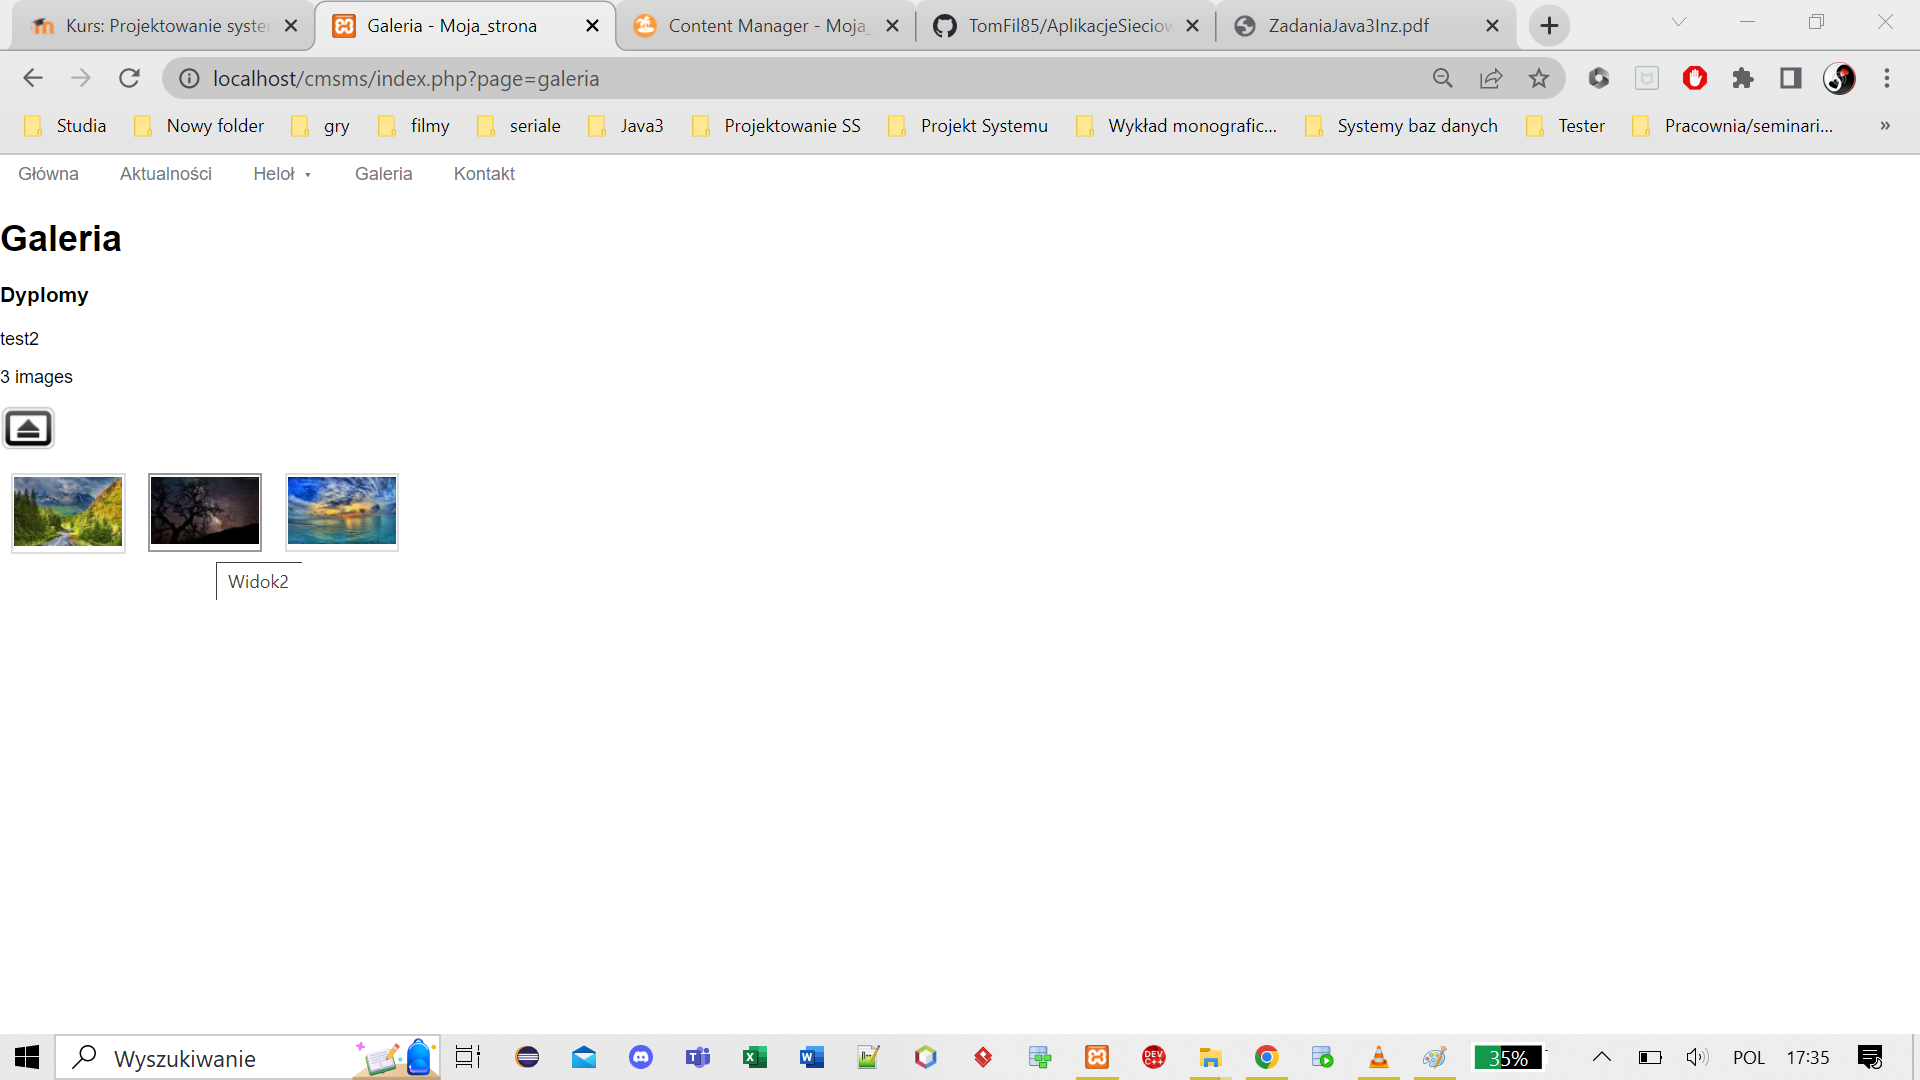 Kurs: Projektowanie syster
Galeria - Moja_strona
Content Manager - Moja_
TomFil85/AplikacjeSieciow
ZadaniaJava3Inz.pdf
localhost/cmsms/index.php?page=galeria
Studia
Nowy folder
gry
filmy
seriale
Java3
Projektowanie SS
Projekt Systemu
Wykład monografic...
Systemy baz danych
Tester
Pracownia/seminari...
»
Główna
Aktualności
Heloł
Galeria
Kontakt
Galeria
Dyplomy
test2
3 images
Widok2
Wyszukiwanie
35%
POL
17:35